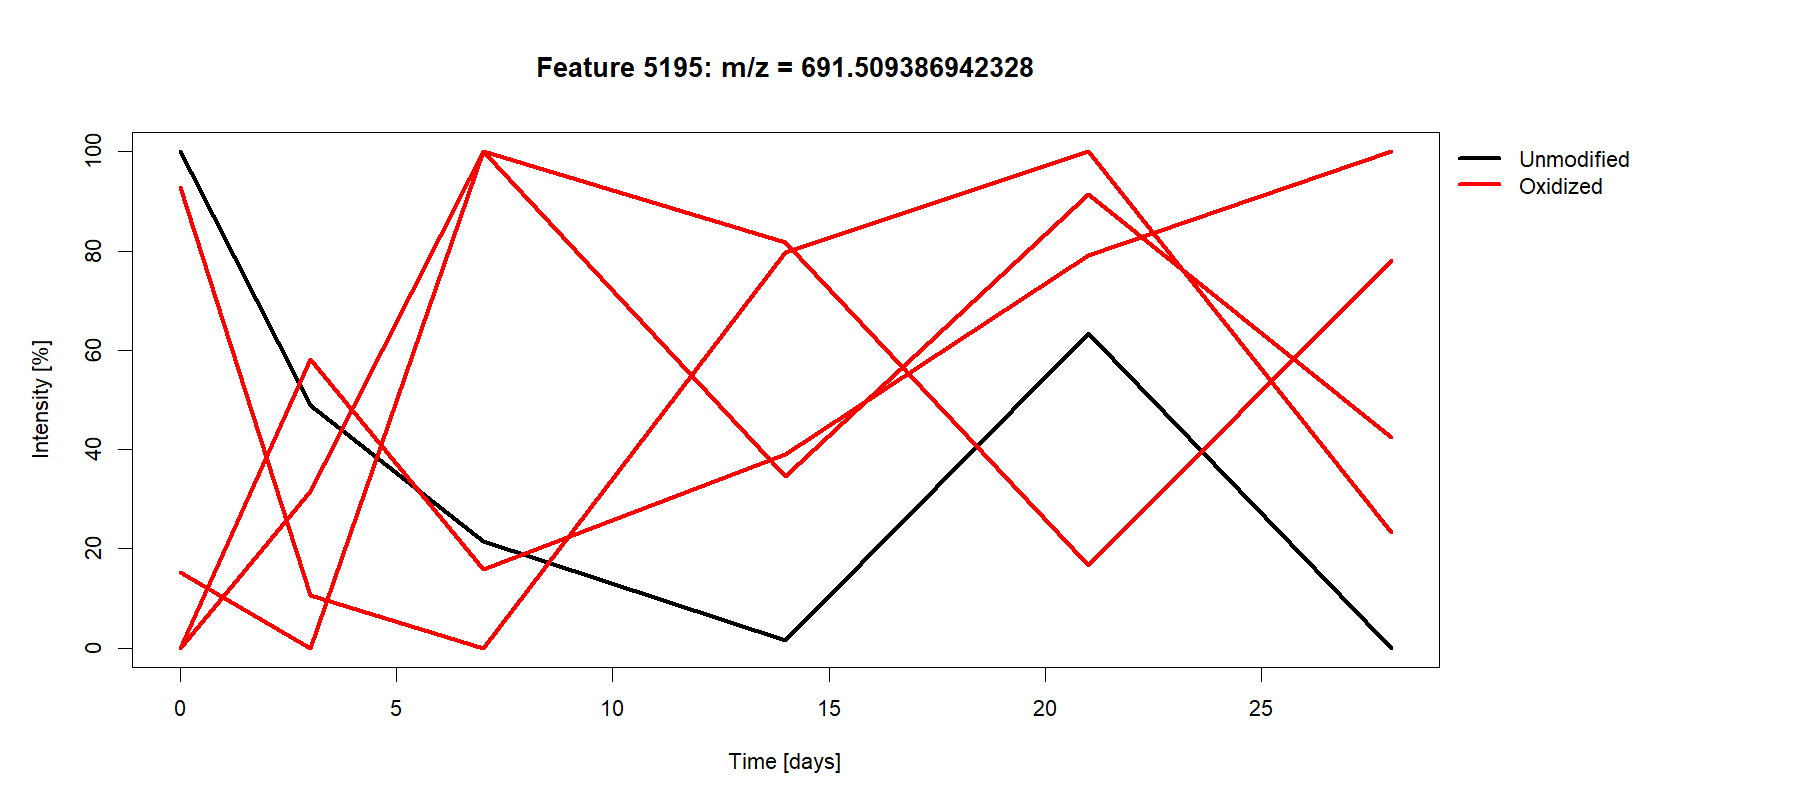 Feature 5195: m/z = 691.509386942328
Unmodified
Oxidized
Intensity [%]
100
80
60
40
20
0
0 5 10 15 20 25
Time [days]